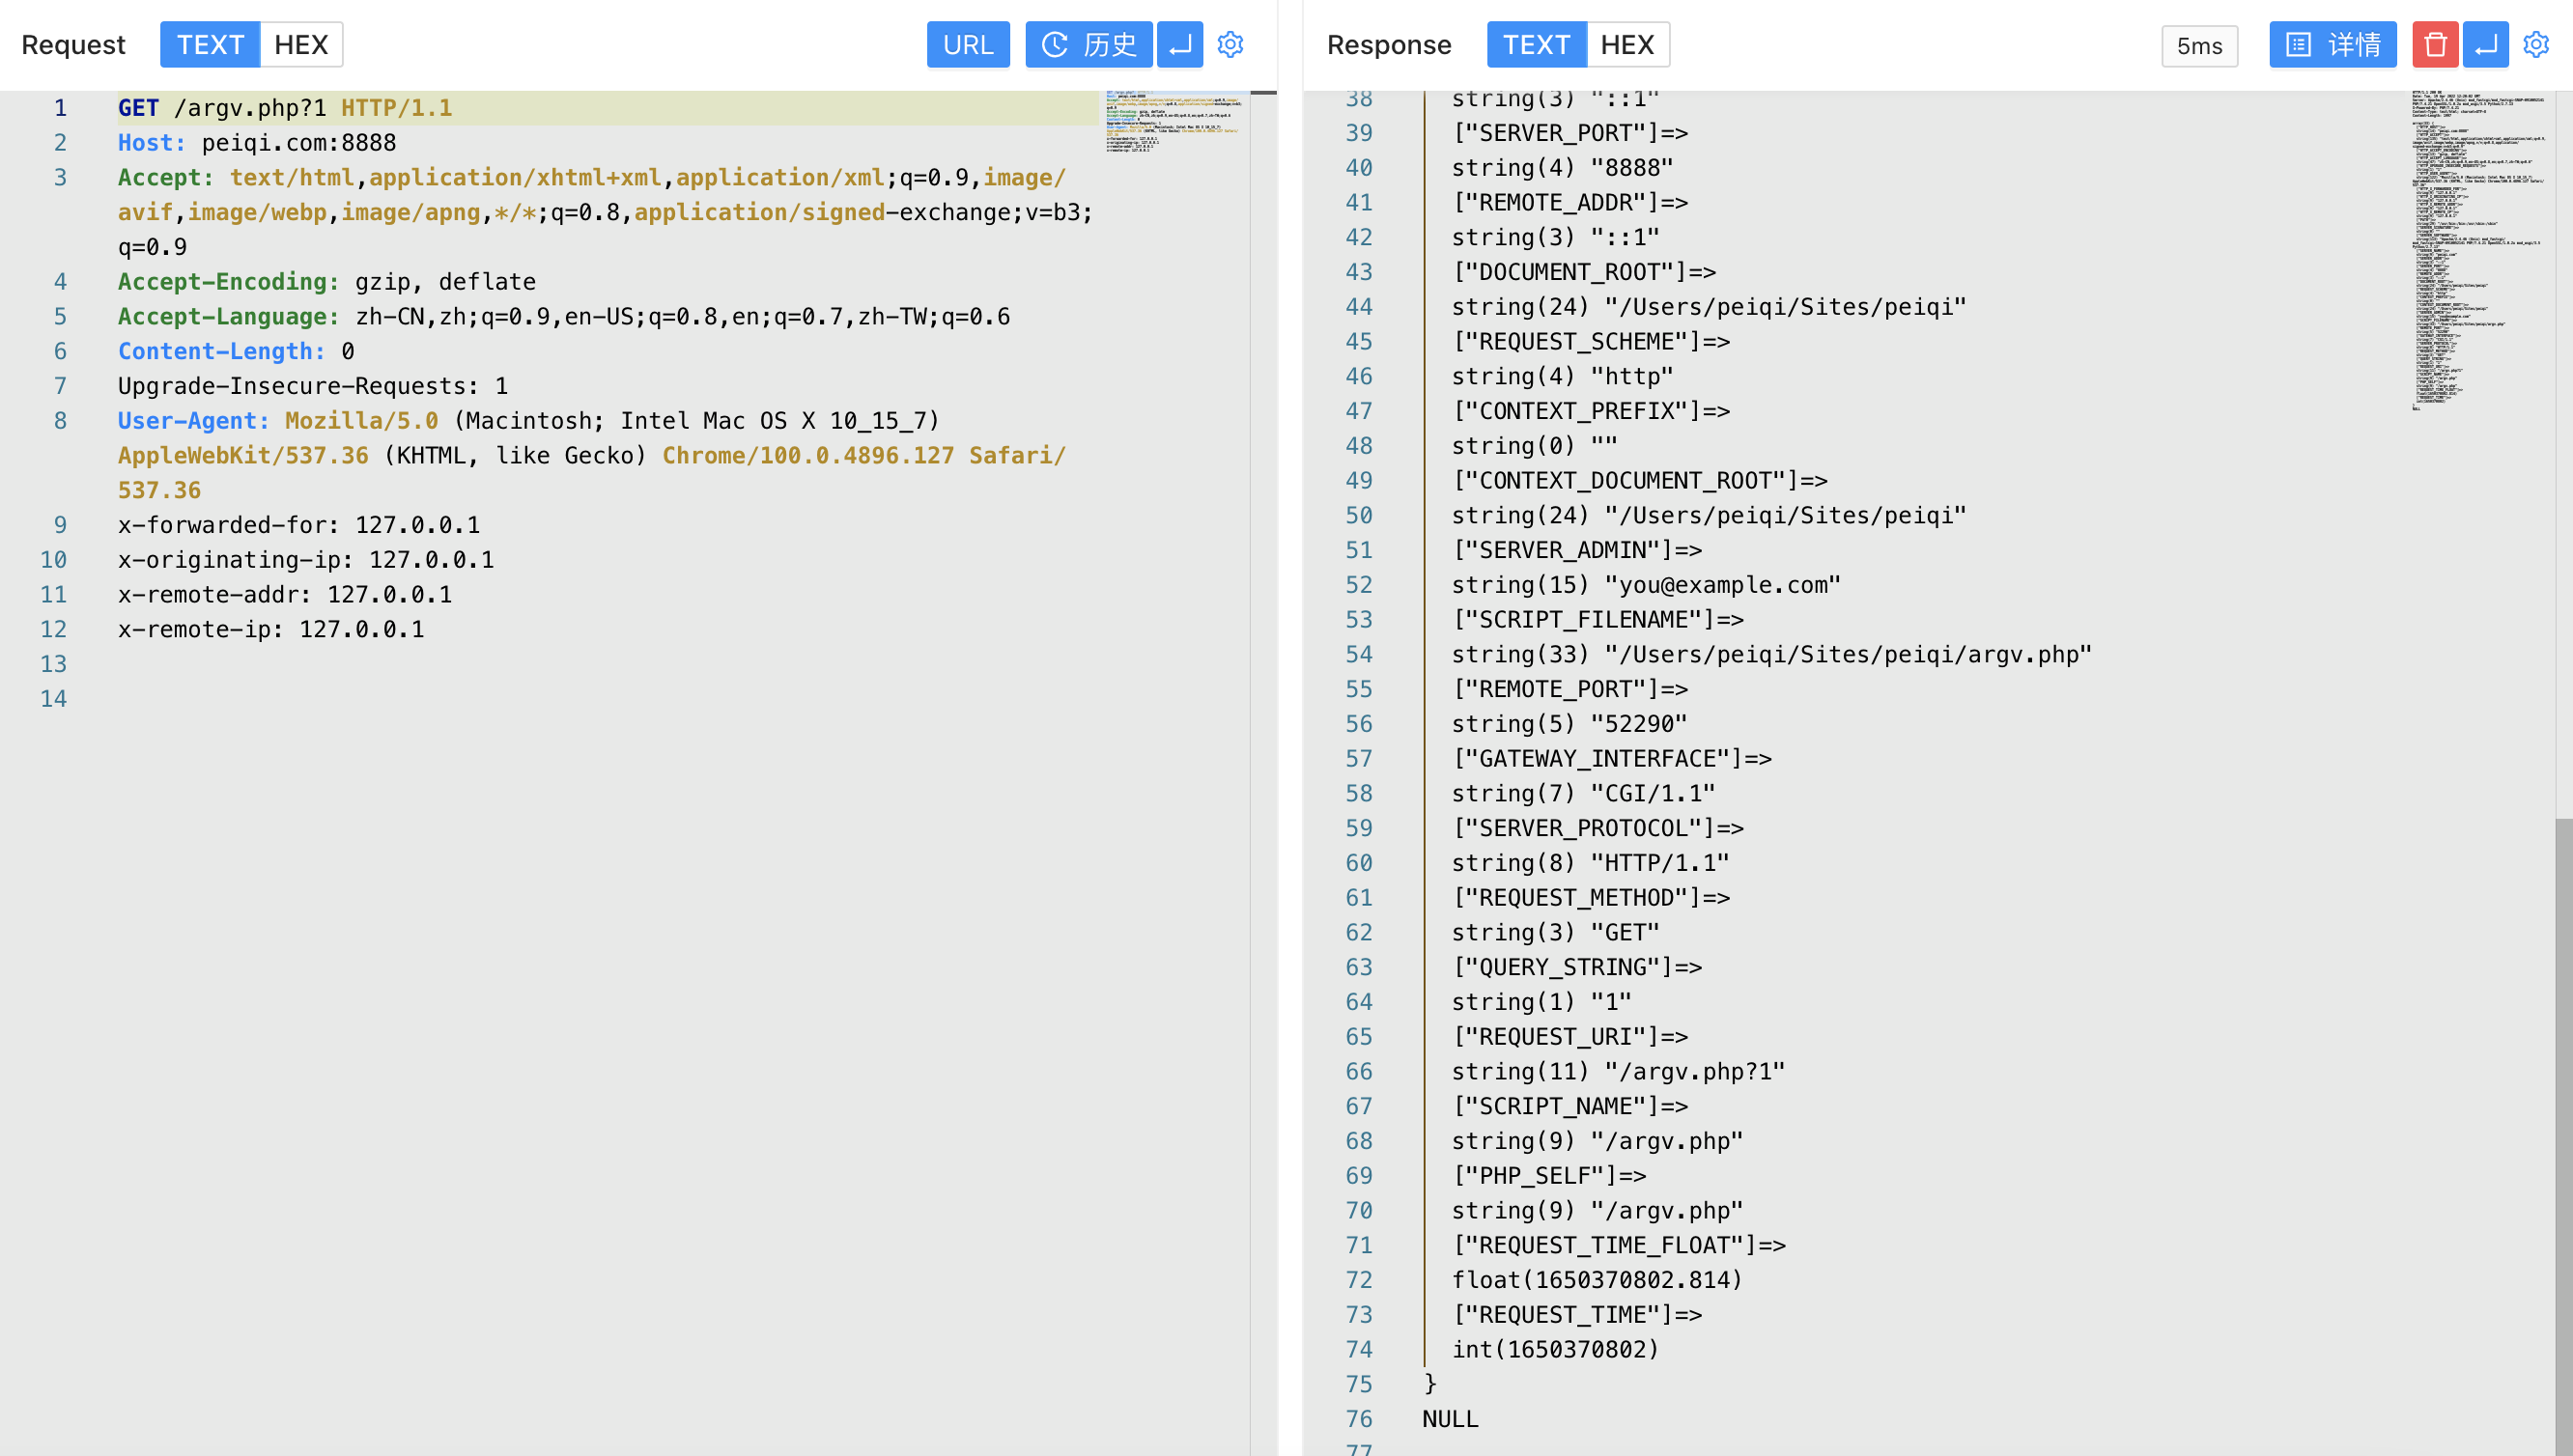 Request TEXT HEX URL 历史
1 GET /argv.php?1 HTTP/1.1
2 Host: peiqi.com:8888
3 Accept: text/html,application/xhtml+xml,application/xml;q=0.9,image/
avif,image/webp,image/apng,*/*;q=0.8,application/signed-exchange;v=b3;
q=0.9
4 Accept-Encoding: gzip, deflate
5 Accept-Language: zh-CN,zh;q=0.9,en-US;q=0.8,en;q=0.7,zh-TW;q=0.6
6 Content-Length: 0
7 Upgrade-Insecure-Requests: 1
8 User-Agent: Mozilla/5.0 (Macintosh; Intel Mac OS X 10_15_7)
AppleWebKit/537.36 (KHTML, like Gecko) Chrome/100.0.4896.127 Safari/
537.36
9 x-forwarded-for: 127.0.0.1
10 x-originating-ip: 127.0.0.1
11 x-remote-addr: 127.0.0.1
12 x-remote-ip: 127.0.0.1
13
14
Response TEXT HEX 5ms 详情
38 string(3) "::1"
39 ["SERVER_PORT"]=>
40 string(4) "8888"
41 ["REMOTE_ADDR"]=>
42 string(3) "::1"
43 ["DOCUMENT_ROOT"]=>
44 string(24) "/Users/peiqi/Sites/peiqi"
45 ["REQUEST_SCHEME"]=>
46 string(4) "http"
47 ["CONTEXT_PREFIX"]=>
48 string(0) ""
49 ["CONTEXT_DOCUMENT_ROOT"]=>
50 string(24) "/Users/peiqi/Sites/peiqi"
51 ["SERVER_ADMIN"]=>
52 string(15) "you@example.com"
53 ["SCRIPT_FILENAME"]=>
54 string(33) "/Users/peiqi/Sites/peiqi/argv.php"
55 ["REMOTE_PORT"]=>
56 string(5) "52290"
57 ["GATEWAY_INTERFACE"]=>
58 string(7) "CGI/1.1"
59 ["SERVER_PROTOCOL"]=>
60 string(8) "HTTP/1.1"
61 ["REQUEST_METHOD"]=>
62 string(3) "GET"
63 ["QUERY_STRING"]=>
64 string(1) "1"
65 ["REQUEST_URI"]=>
66 string(11) "/argv.php?1"
67 ["SCRIPT_NAME"]=>
68 string(9) "/argv.php"
69 ["PHP_SELF"]=>
70 string(9) "/argv.php"
71 ["REQUEST_TIME_FLOAT"]=>
72 float(1650370802.814)
73 ["REQUEST_TIME"]=>
74 int(1650370802)
75 }
76 NULL
77